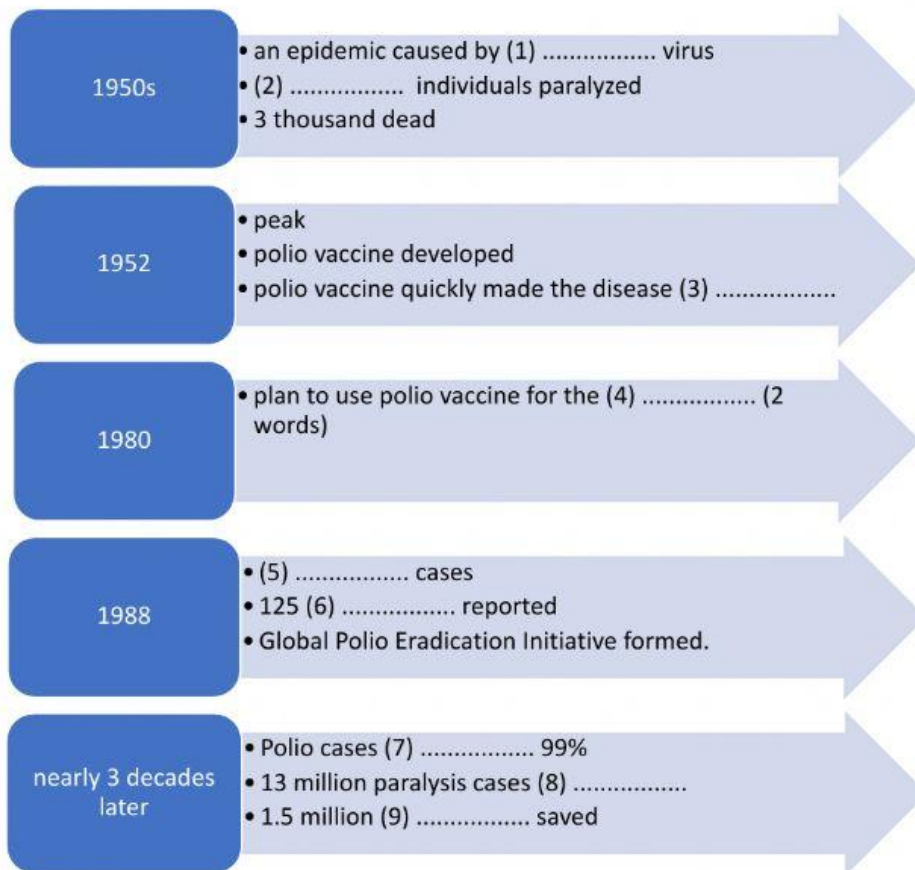 1950s
• an epidemic caused by (1) ................. virus
• (2) ................. individuals paralyzed
• 3 thousand dead
1952
• peak
• polio vaccine developed
• polio vaccine quickly made the disease (3) ..................
1980
• plan to use polio vaccine for the (4) ................. (2
words)
1988
• (5) ................. cases
• 125 (6) ................. reported
• Global Polio Eradication Initiative formed.
nearly 3 decades
later
• Polio cases (7) ................. 99%
• 13 million paralysis cases (8) .................
• 1.5 million (9) ................. saved